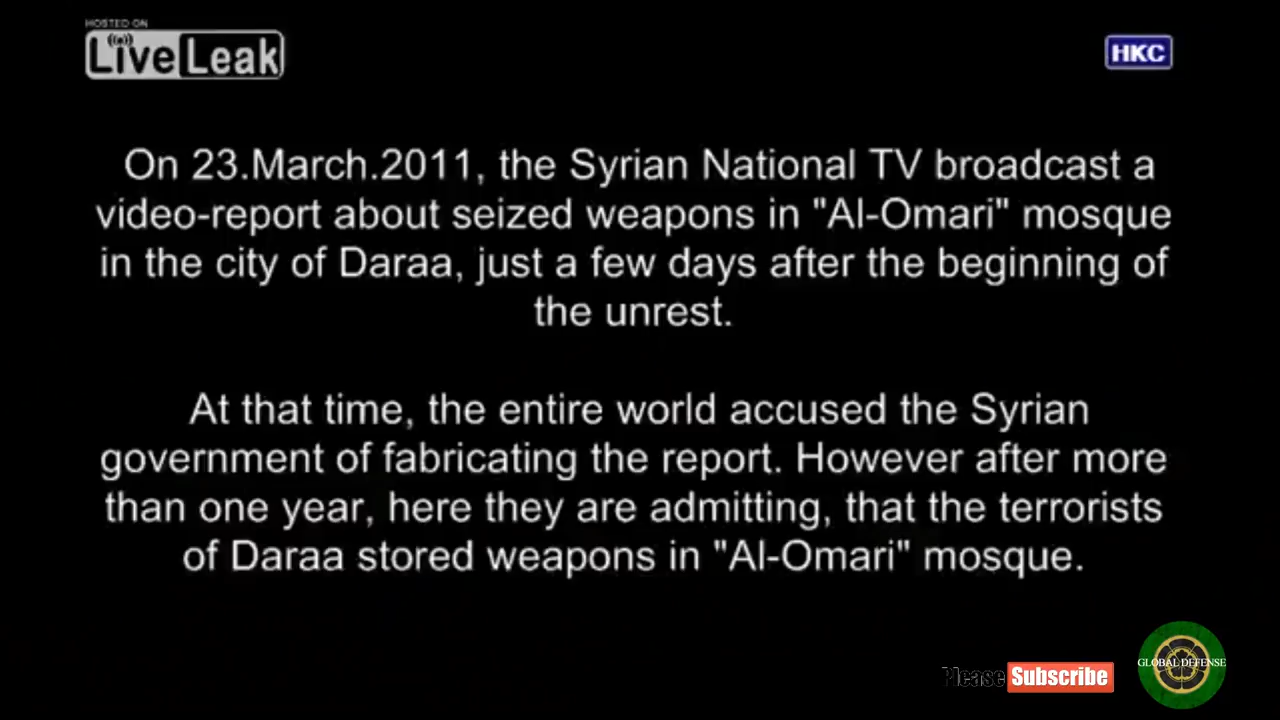 HOSTED ON
LiveLeak
HKC
On 23.March.2011, the Syrian National TV broadcast a
video-report about seized weapons in "Al-Omari" mosque
in the city of Daraa, just a few days after the beginning of
the unrest.
At that time, the entire world accused the Syrian
government of fabricating the report. However after more
than one year, here they are admitting, that the terrorists
of Daraa stored weapons in "Al-Omari" mosque.
Please Subscribe
GLOBAL DEFENSE